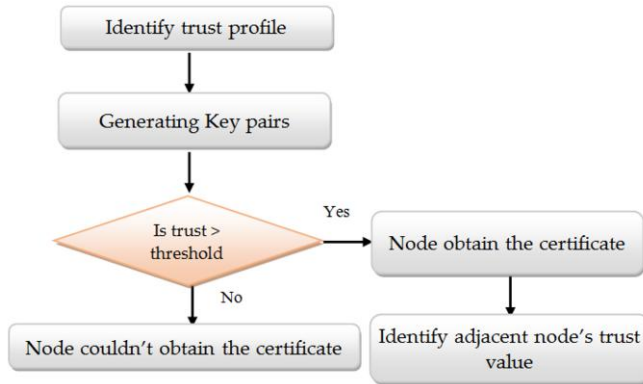 Identify trust profile
Generating Key pairs
Is trust >
threshold
Yes
Node obtain the certificate
No
Node couldn't obtain the certificate
Identify adjacent node's trust
value